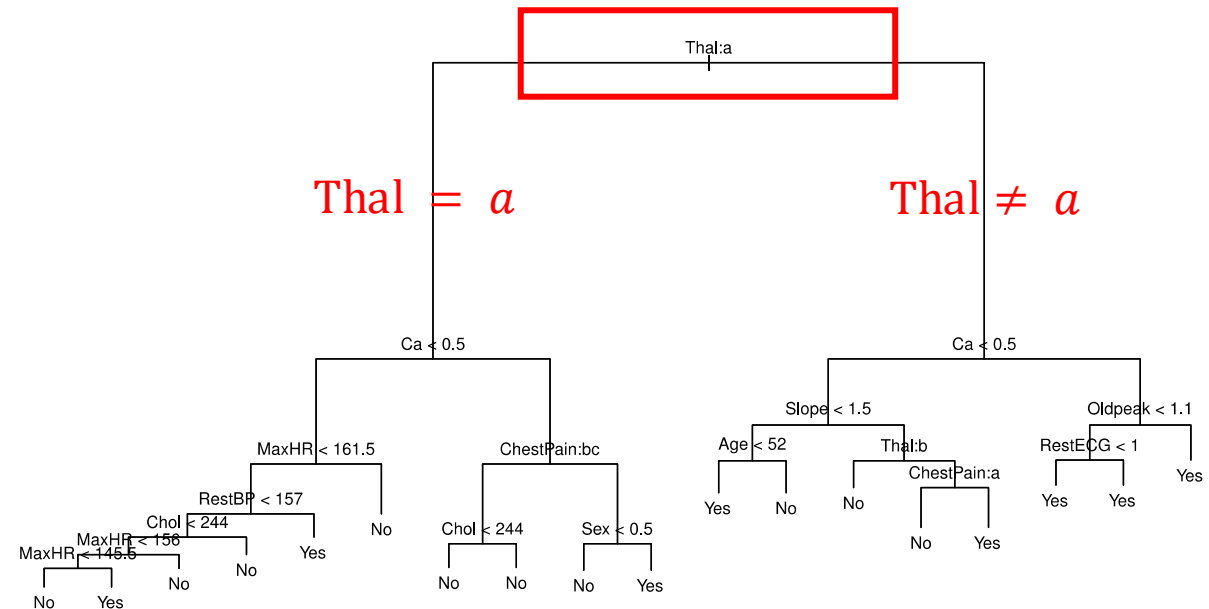 Thal:a
Thal = a
Thal ≠ a
Ca < 0.5
Ca < 0.5
Slope < 1.5
Oldpeak < 1.1
MaxHR < 161.5
ChestPain:bc
Age < 52
Thal:b
RestECG < 1
ChestPain:a
Yes
RestBP < 157
No
Yes
No
No
Yes
Yes
Chol < 244
Yes
Chol < 244
Sex < 0.5
No
Yes
MaxHR < 156
No
MaxHR < 145.5
No
No
No
No
Yes
No
Yes